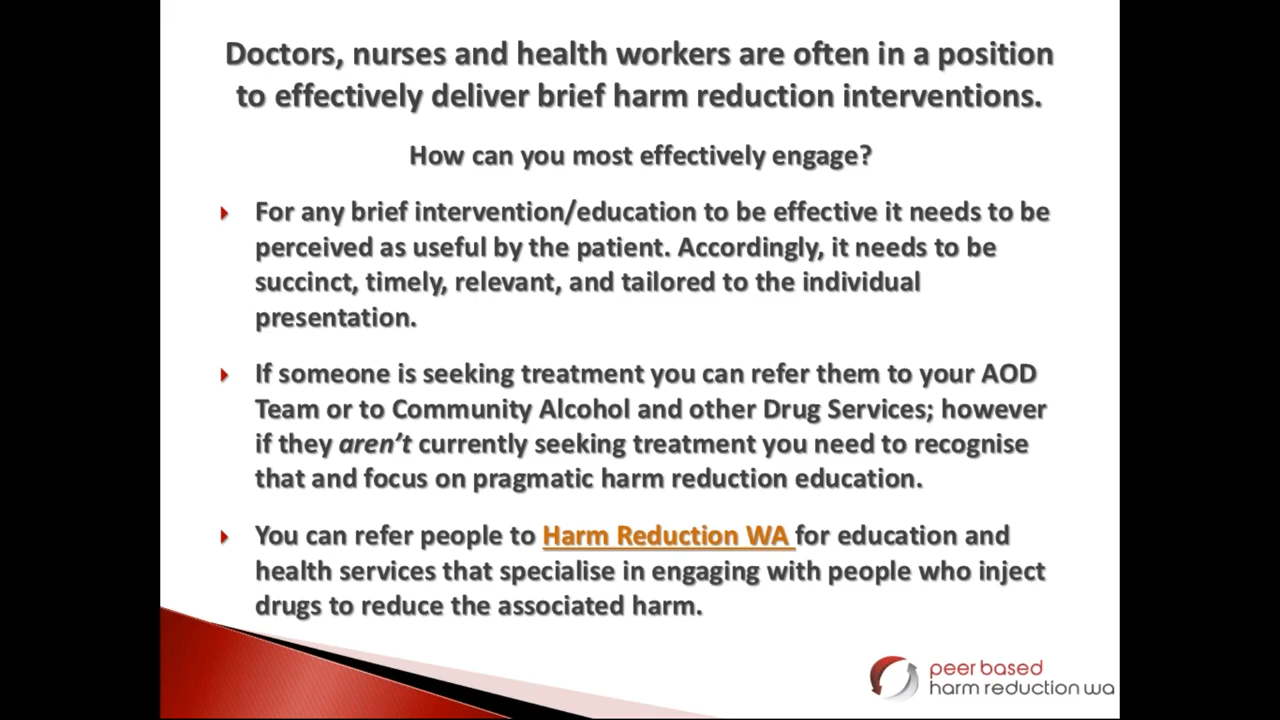 Doctors, nurses and health workers are often in a position
to effectively deliver brief harm reduction interventions.
How can you most effectively engage?
For any brief intervention/education to be effective it needs to be
perceived as useful by the patient. Accordingly, it needs to be
succinct, timely, relevant, and tailored to the individual
presentation.
If someone is seeking treatment you can refer them to your AOD
Team or to Community Alcohol and other Drug Services; however
if they aren’t currently seeking treatment you need to recognise
that and focus on pragmatic harm reduction education.
You can refer people to Harm Reduction WA for education and
health services that specialise in engaging with people who inject
drugs to reduce the associated harm.
peer based
harm reduction wa